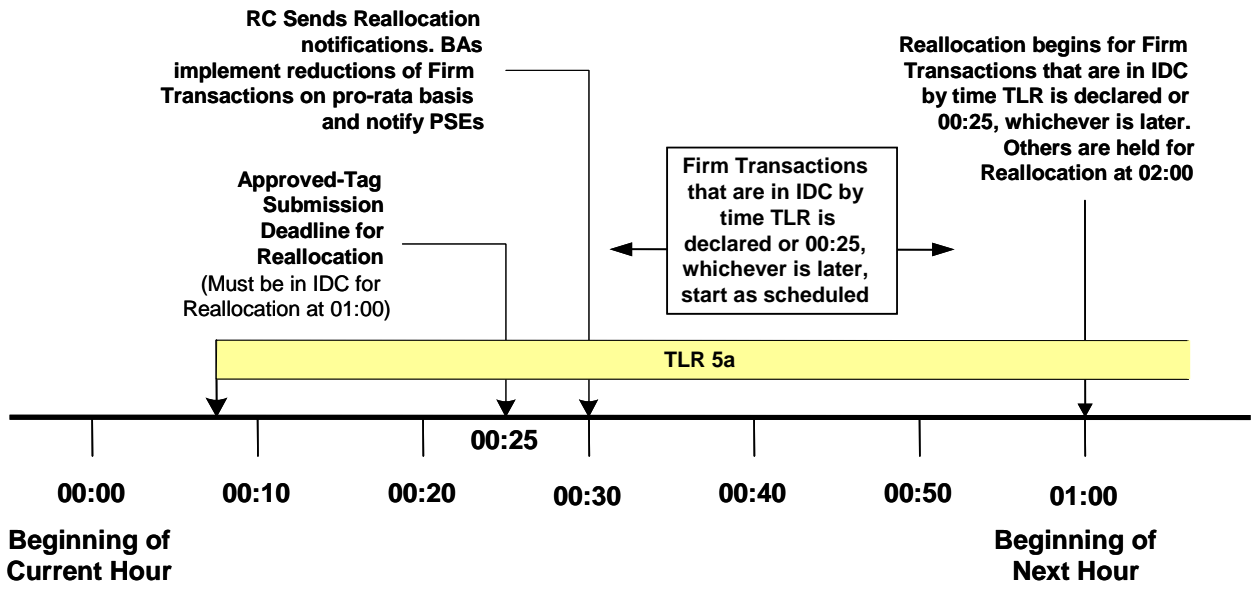 RC Sends Reallocation
notifications. BAs
implement reductions of Firm
Transactions on pro-rata basis
and notify PSEs
Reallocation begins for Firm
Transactions that are in IDC
by time TLR is declared or
00:25, whichever is later.
Others are held for
Reallocation at 02:00
Approved-Tag
Submission
Deadline for
Reallocation
(Must be in IDC for
Reallocation at 01:00)
Firm Transactions
that are in IDC by
time TLR is
declared or 00:25,
whichever is later,
start as scheduled
TLR 5a
00:25
00:00
00:10
00:20
00:30
00:40
00:50
01:00
Beginning of
Current Hour
Beginning of
Next Hour